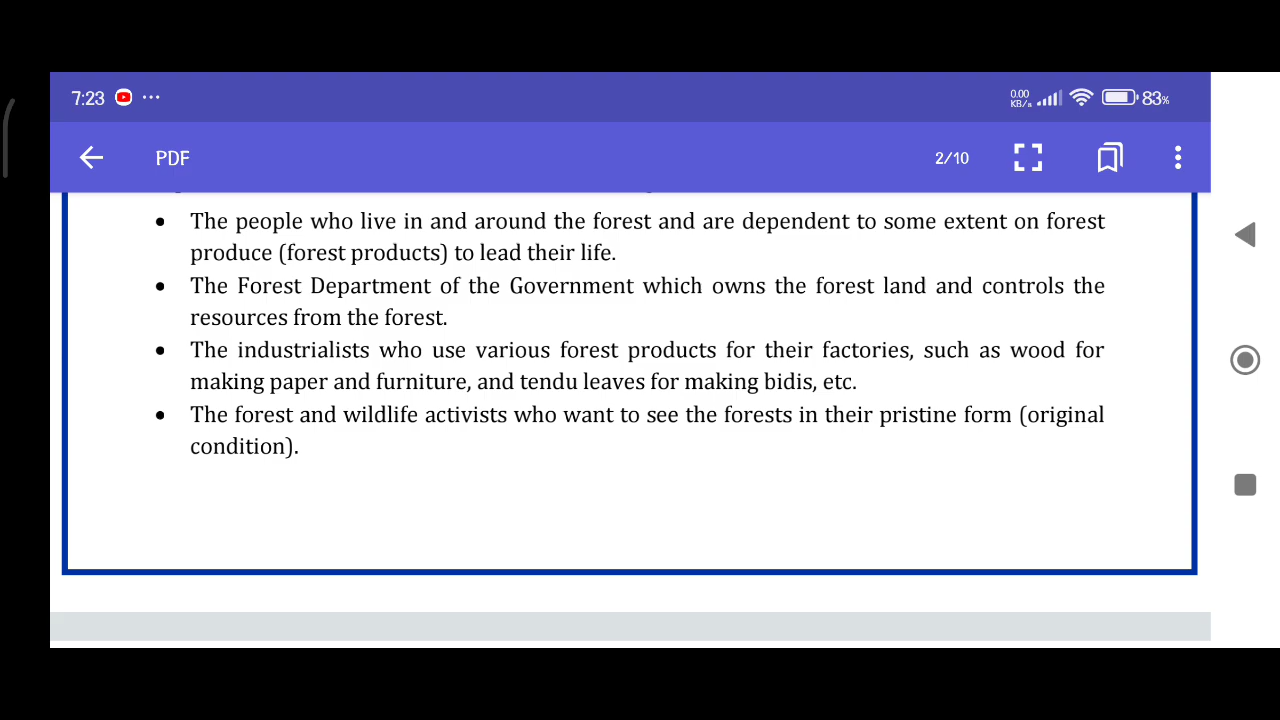 7:23 ... 0.00 KB/s 83%
PDF 2/10
• The people who live in and around the forest and are dependent to some extent on forest
produce (forest products) to lead their life.
• The Forest Department of the Government which owns the forest land and controls the
resources from the forest.
• The industrialists who use various forest products for their factories, such as wood for
making paper and furniture, and tendu leaves for making bidis, etc.
• The forest and wildlife activists who want to see the forests in their pristine form (original
condition).